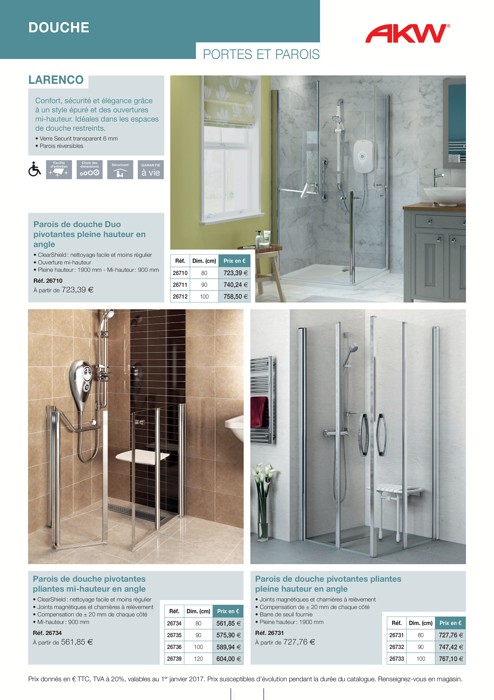 DOUCHE
AKW®
PORTES ET PAROIS
LARENCO
Confort, sécurité et élégance grâce
à un style épuré et des ouvertures
mi-hauteur. Idéales dans les espaces
de douche restreints.
• Verre Securit transparent 6 mm
• Parois réversibles
GARANTIE
à vie
Parois de douche Duo
pivotantes pleine hauteur en
angle
• ClearShield : nettoyage facile et moins régulier
• Ouverture mi-hauteur
• Pleine hauteur : 1900 mm - Mi-hauteur : 900 mm
Réf. 26710
À partir de 723,39 €
Réf. Dim. (cm) Prix en €
26710 80 723,39 €
26711 90 740,24 €
26712 100 758,50 €
Parois de douche pivotantes
pliantes mi-hauteur en angle
• ClearShield : nettoyage facile et moins régulier
• Joints magnétiques et charnières à relèvement
• Compensation de ± 20 mm de chaque côté
• Mi-hauteur : 900 mm
Réf. 26734
À partir de 561,85 €
Réf. Dim. (cm) Prix en €
26734 80 561,85 €
26735 90 575,90 €
26736 100 589,94 €
26739 120 604,00 €
Parois de douche pivotantes pliantes
pleine hauteur en angle
• Joints magnétiques et charnières à relèvement
• Compensation de ± 20 mm de chaque côté
• Barre de seuil fournie
• Pleine hauteur : 1900 mm
Réf. 26731
À partir de 727,76 €
Réf. Dim. (cm) Prix en €
26731 80 727,76 €
26732 90 747,42 €
26733 100 767,10 €
Prix donnés en € TTC, TVA à 20%, valables au 1er janvier 2017. Prix susceptibles d'évolution pendant la durée du catalogue. Renseignez-vous en magasin.